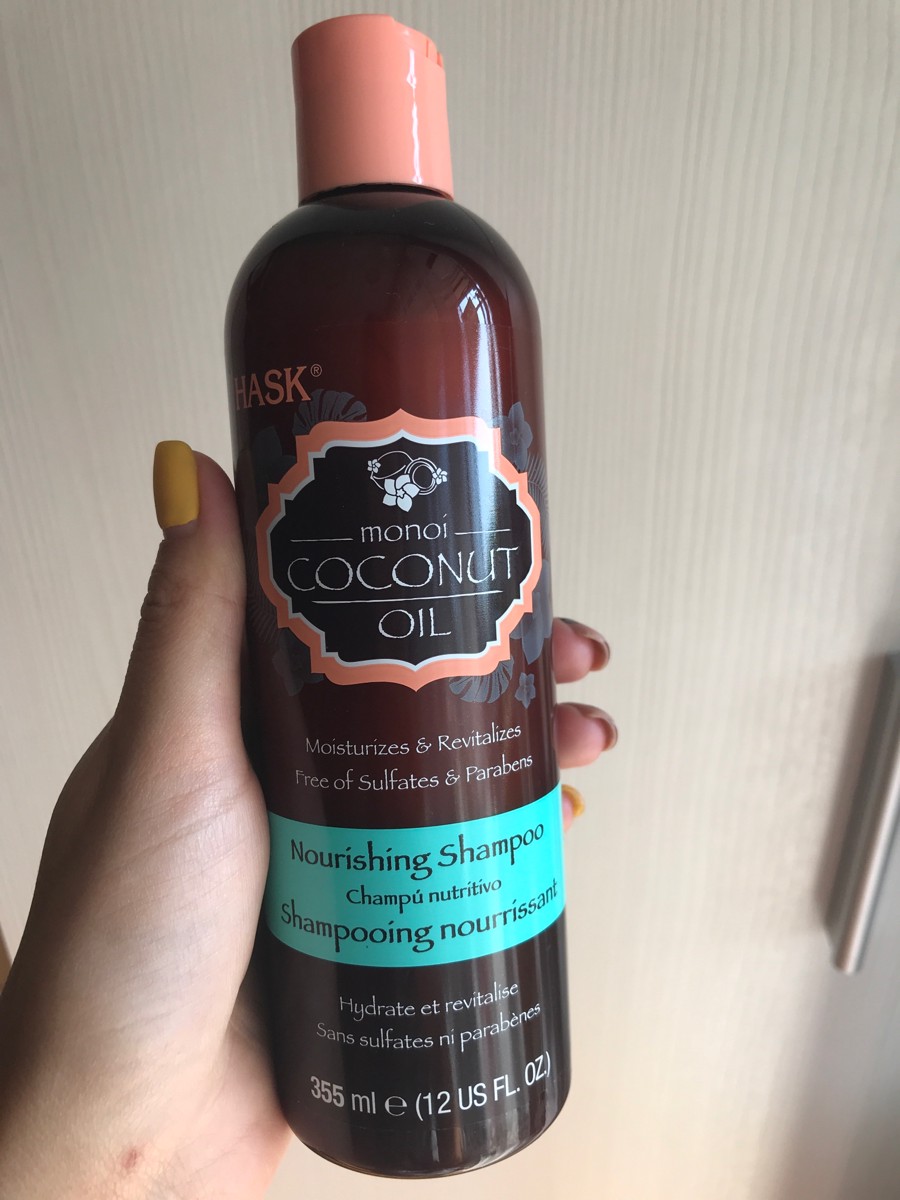 HASK®
monoi
COCONUT
OIL
Moisturizes & Revitalizes
Free of Sulfates & Parabens
Nourishing Shampoo
Champú nutritivo
Shampooing nourrissant
Hydrate et revitalise
Sans sulfates ni parabènes
355 ml ℮ (12 US FL. OZ.)